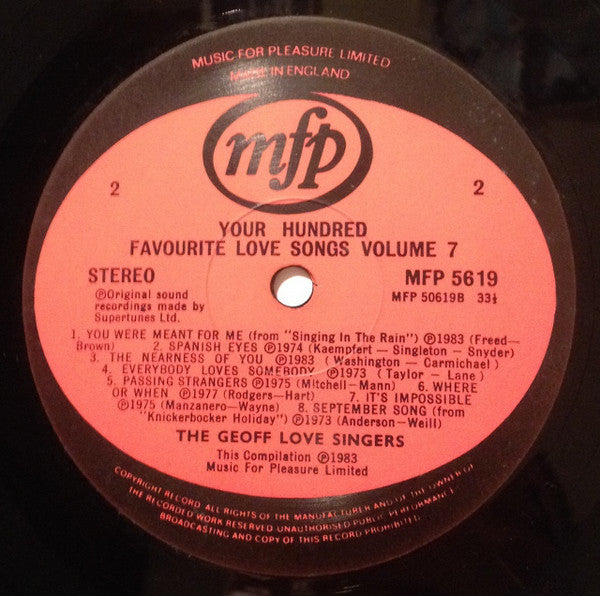 MUSIC FOR PLEASURE LIMITED
MADE IN ENGLAND
mfp
2 2
YOUR HUNDRED
FAVOURITE LOVE SONGS VOLUME 7
STEREO MFP 5619
℗Original sound MFP 50619B 33⅓
recordings made by
Supertunes Ltd.
1. YOU WERE MEANT FOR ME (from "Singing In The Rain") ℗1983 (Freed-
Brown) 2. SPANISH EYES ℗1974 (Kaempfert - Singleton - Snyder)
3. THE NEARNESS OF YOU ℗1983 (Washington - Carmichael)
4. EVERYBODY LOVES SOMEBODY ℗1973 (Taylor - Lane)
5. PASSING STRANGERS ℗1975 (Mitchell-Mann) 6. WHERE
OR WHEN ℗1977 (Rodgers-Hart) 7. IT'S IMPOSSIBLE
℗1975 (Manzanero-Wayne) 8. SEPTEMBER SONG (from
"Knickerbocker Holiday") ℗1973 (Anderson-Weill)
THE GEOFF LOVE SINGERS
This Compilation ℗1983
Music For Pleasure Limited
COPYRIGHT RECORD ALL RIGHTS OF THE MANUFACTURER AND OF THE OWNER OF
THE RECORDED WORK RESERVED UNAUTHORISED PUBLIC PERFORMANCE
BROADCASTING AND COPY OF THIS RECORD PROHIBITED